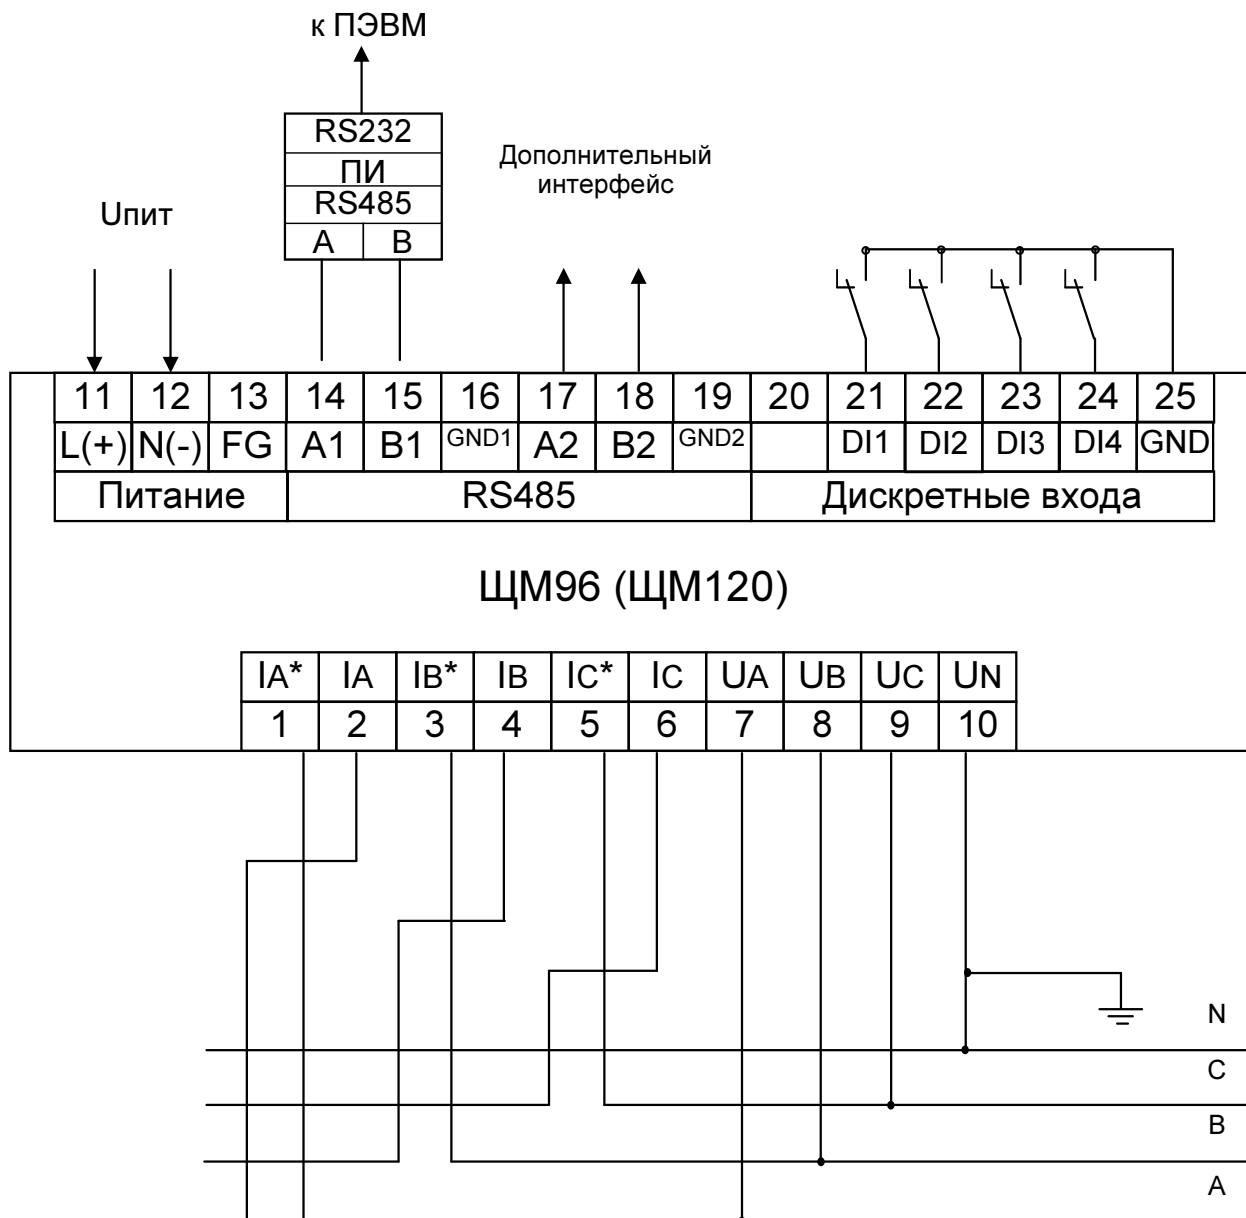 к ПЭВМ
RS232
ПИ
RS485
A B
Дополнительный
интерфейс
Uпит
11 12 13 14 15 16 17 18 19 20 21 22 23 24 25
L(+) N(-) FG A1 B1 GND1 A2 B2 GND2 DI1 DI2 DI3 DI4 GND
Питание RS485 Дискретные входа
ЩМ96 (ЩМ120)
IA* IA IB* IB IC* IC UA UB UC UN
1 2 3 4 5 6 7 8 9 10
N
C
B
A